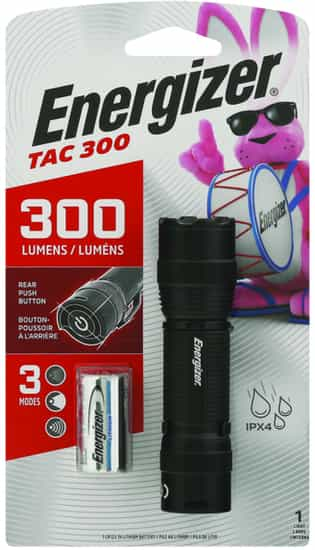 Energizer®
TAC 300
Energizer
300
LUMENS / LUMÉNS
REAR
PUSH
BUTTON
BOUTON-
POUSSOIR
À L'ARRIÈRE
3
MODES
Energizer
Energizer
IPX4
1
LIGHT